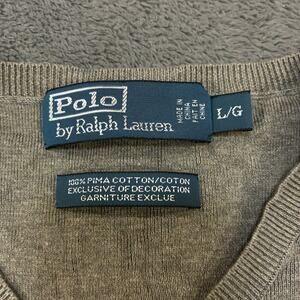 Polo
by Ralph Lauren
MADE IN
CHINA
FAIT EN
CHINE
L/G
100% PIMA COTTON/COTON
EXCLUSIVE OF DECORATION
GARNITURE EXCLUE